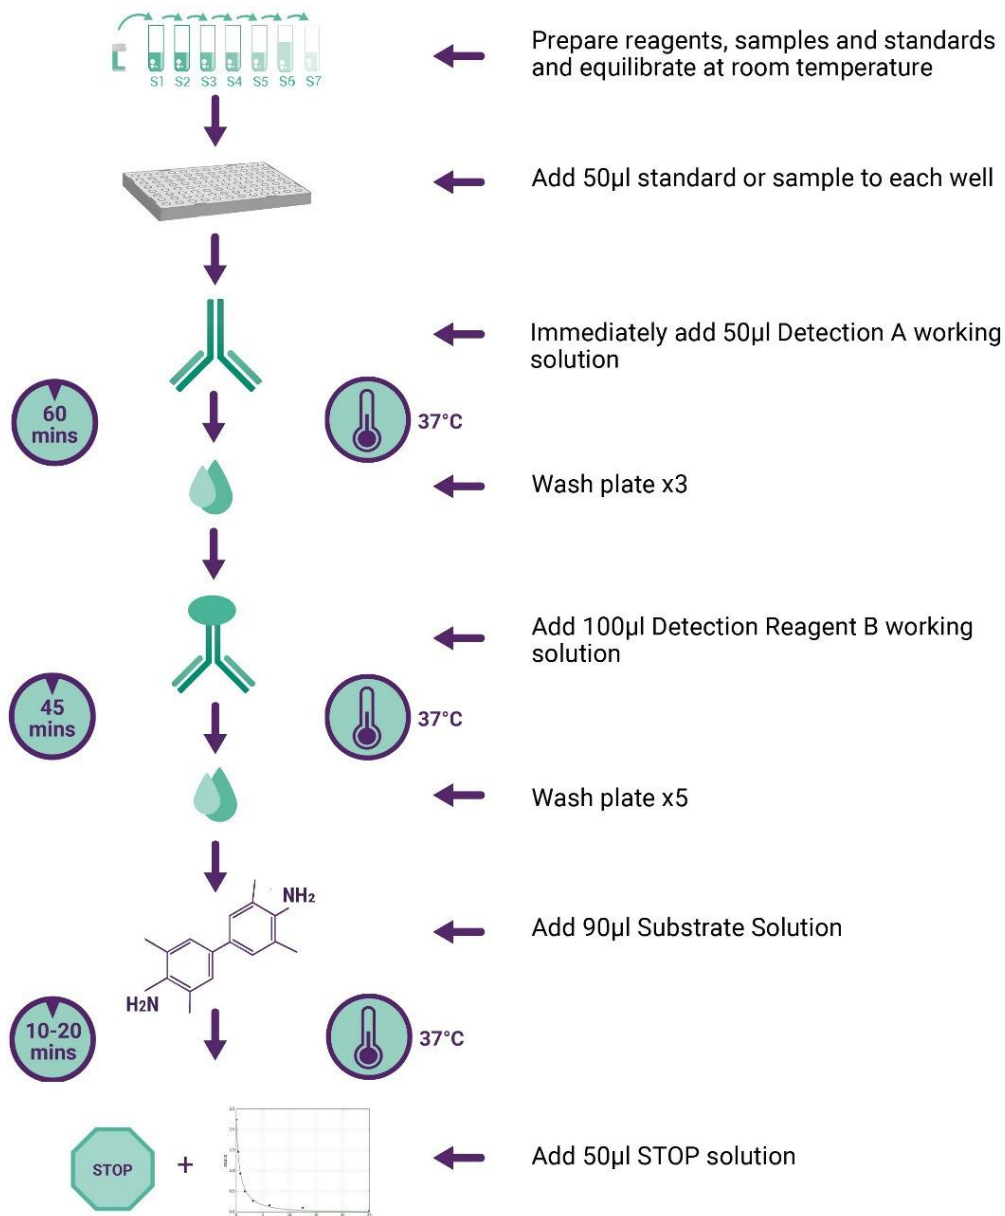 S1 S2 S3 S4 S5 S6 S7
Prepare reagents, samples and standards
and equilibrate at room temperature
Add 50µl standard or sample to each well
Immediately add 50µl Detection A working
solution
60
mins
37°C
Wash plate x3
Add 100µl Detection Reagent B working
solution
45
mins
37°C
Wash plate x5
NH₂
H₂N
Add 90µl Substrate Solution
10-20
mins
37°C
STOP
+
Add 50µl STOP solution